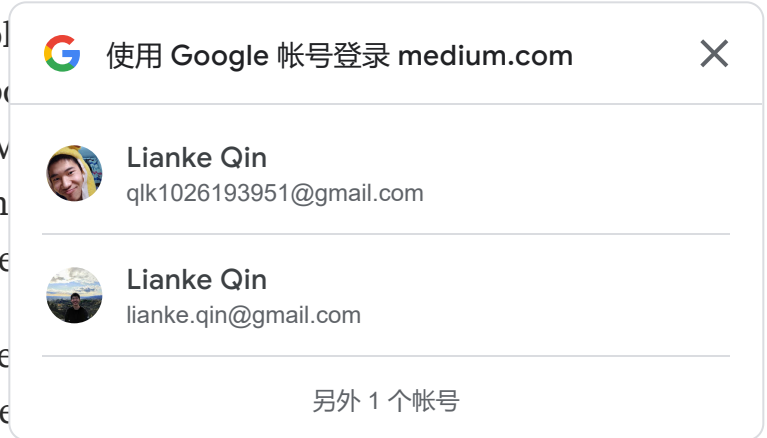 使用 Google 帐号登录 medium.com
Lianke Qin
qlk1026193951@gmail.com
Lianke Qin
lianke.qin@gmail.com
另外 1 个帐号